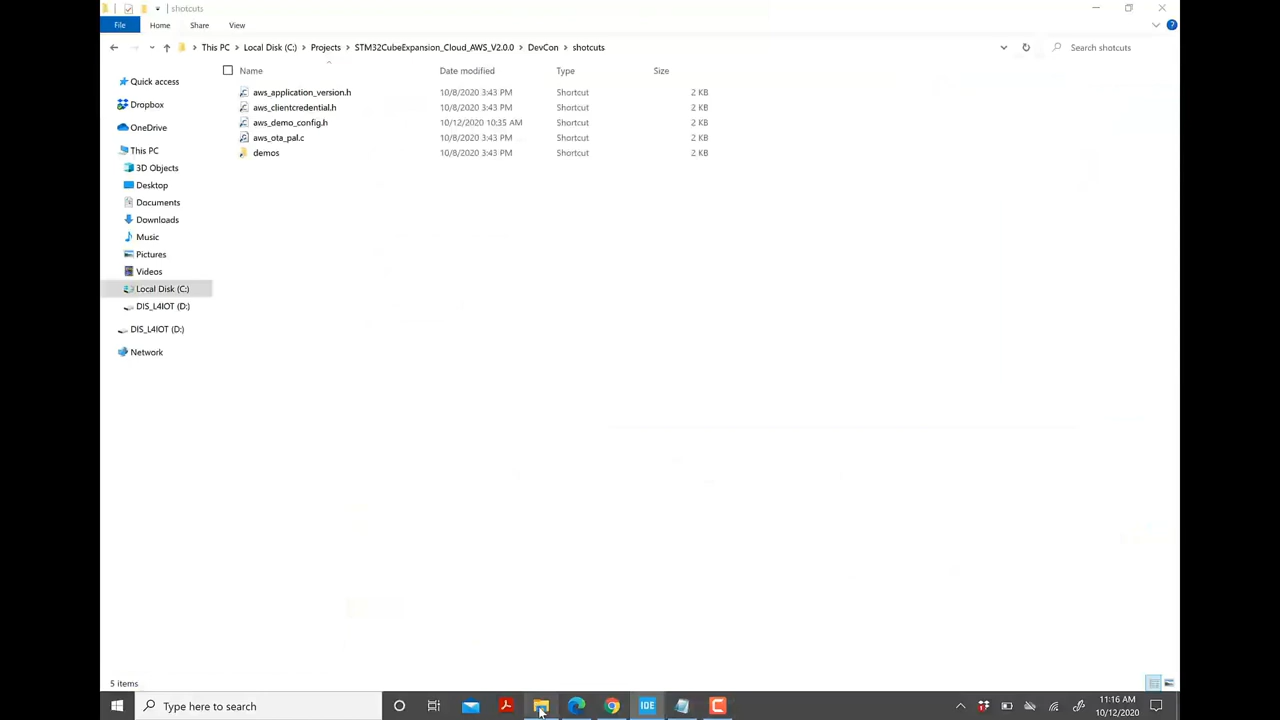 shotcuts
File Home Share View
This PC Local Disk (C:) Projects STM32CubeExpansion_Cloud_AWS_V2.0.0 DevCon shotcuts Search shotcuts
Name Date modified Type Size
aws_application_version.h 10/8/2020 3:43 PM Shortcut 2 KB
aws_clientcredential.h 10/8/2020 3:43 PM Shortcut 2 KB
aws_demo_config.h 10/12/2020 10:35 AM Shortcut 2 KB
aws_ota_pal.c 10/8/2020 3:43 PM Shortcut 2 KB
demos 10/8/2020 3:43 PM Shortcut 2 KB
Quick access
Dropbox
OneDrive
This PC
3D Objects
Desktop
Documents
Downloads
Music
Pictures
Videos
Local Disk (C:)
DIS_L4IOT (D:)
DIS_L4IOT (D:)
Network
5 items
Type here to search
IDE
11:16 AM
10/12/2020